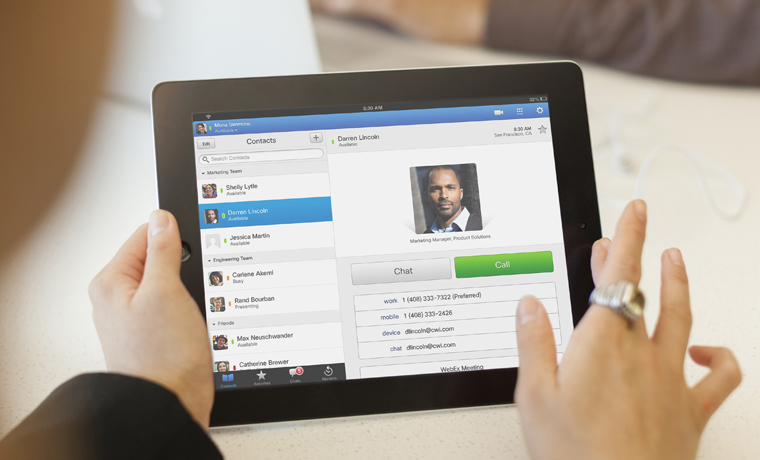 8:30 AM
92%
Mona Simmons
Available
Edit
Contacts
+
Search Contacts
Marketing Team
Shelly Lytle
Available
Darren Lincoln
Available
Jessica Martin
Available
Engineering Team
Carlene Akemi
Busy
Rand Bourban
Presenting
Friends
Max Neuschwander
Available
Catherine Brewer
Contacts
Favorites
Chats
Recents
Darren Lincoln
Available
8:30 AM
San Francisco, CA
Marketing Manager, Product Solutions
Chat
Call
work 1 (408) 333-7322 (Preferred)
mobile 1 (408) 333-2426
device dlincoln@cwi.com
chat dlincoln@cwi.com
WebEx Meeting